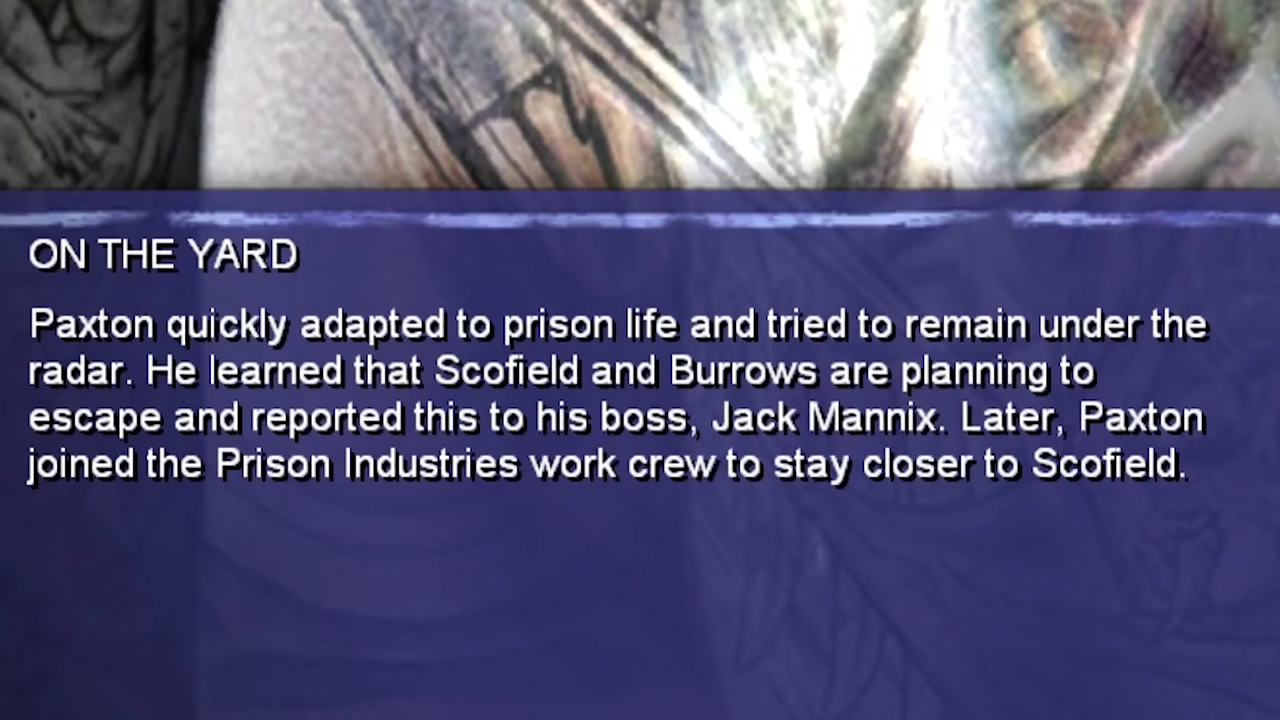 ON THE YARD
Paxton quickly adapted to prison life and tried to remain under the
radar. He learned that Scofield and Burrows are planning to
escape and reported this to his boss, Jack Mannix. Later, Paxton
joined the Prison Industries work crew to stay closer to Scofield.